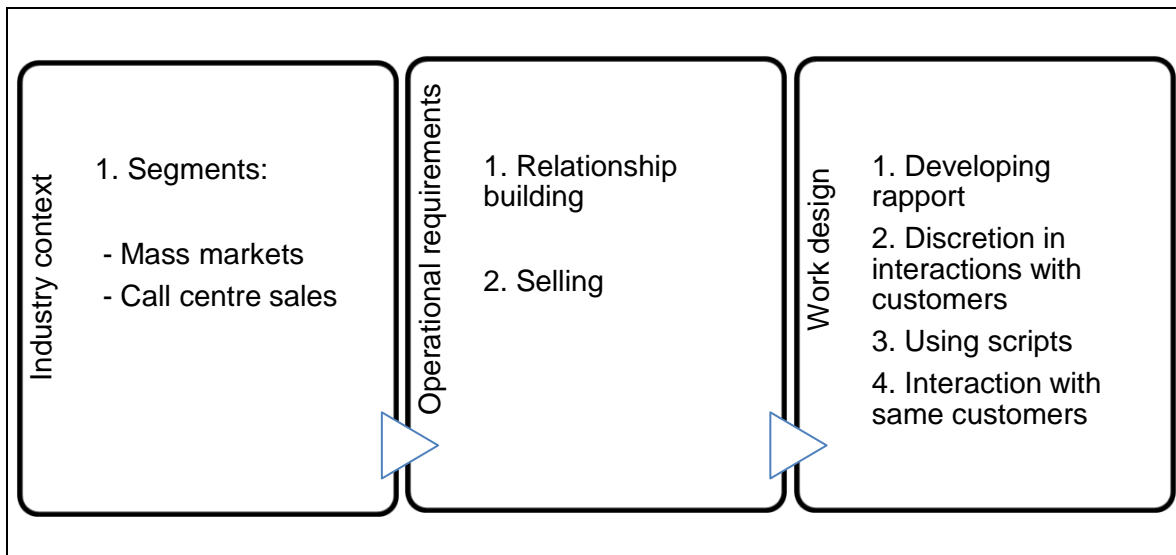 Industry context
1. Segments:
- Mass markets
- Call centre sales
Operational requirements
1. Relationship
building
2. Selling
Work design
1. Developing
rapport
2. Discretion in
interactions with
customers
3. Using scripts
4. Interaction with
same customers